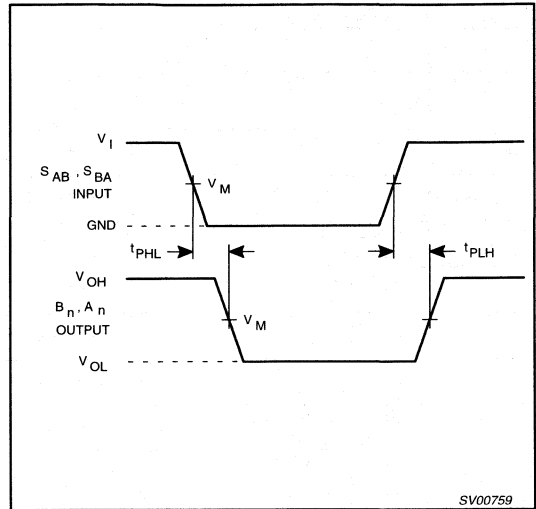 V_I
S_AB , S_BA
INPUT
V_M
GND
t_PHL
t_PLH
V_OH
B_n , A_n
OUTPUT
V_M
V_OL
SV00759